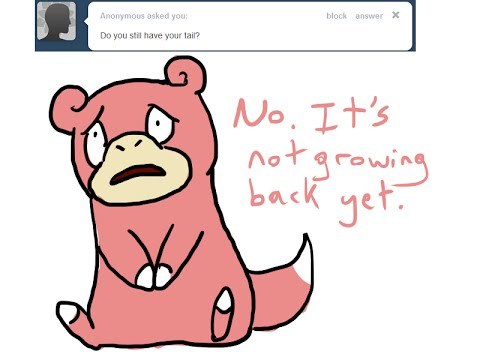 Anonymous asked you:
block answer x
Do you still have your tail?
No. It's
not growing
back yet.